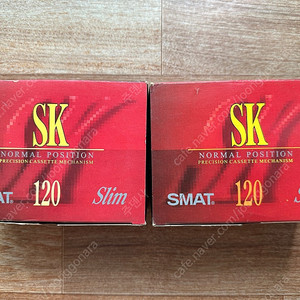 SK
NORMAL POSITION
PRECISION CASSETTE MECHANISM
SMAT. 120 Slim
SK
NORMAL POSITION
PRECISION CASSETTE MECHANISM
SMAT. 120 S